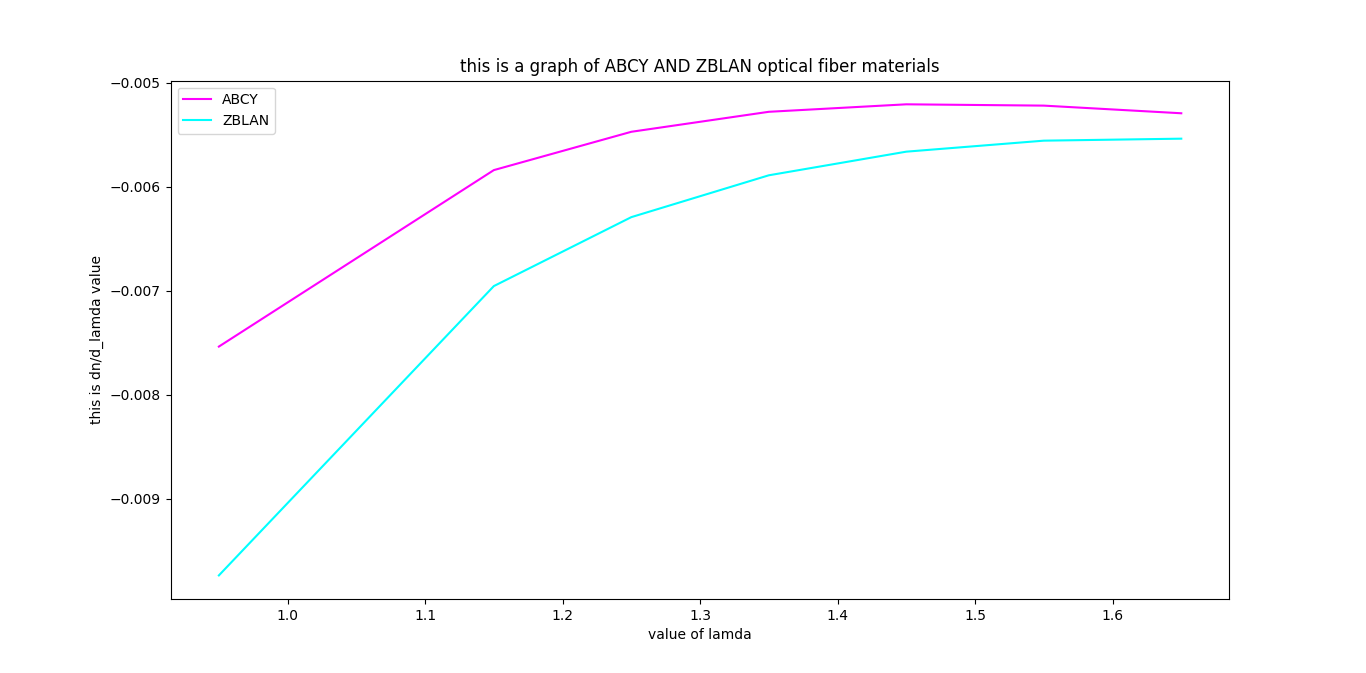 this is a graph of ABCY AND ZBLAN optical fiber materials
ABCY
ZBLAN
−0.005
−0.006
−0.007
−0.008
−0.009
this is dn/d_lamda value
1.0 1.1 1.2 1.3 1.4 1.5 1.6
value of lamda